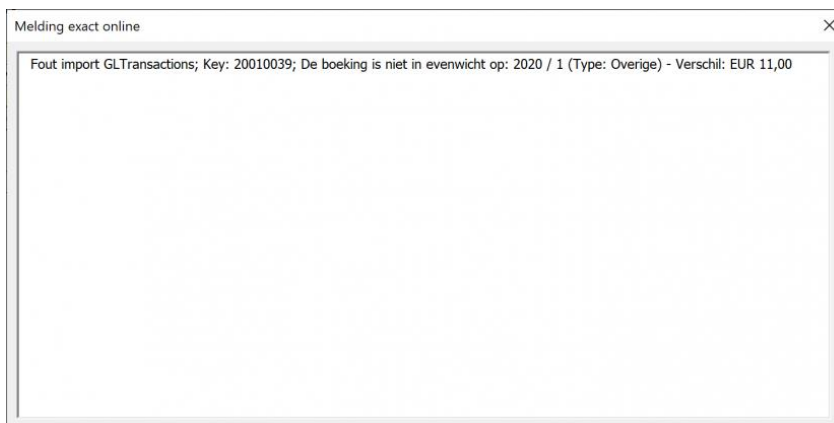 Melding exact online
Fout import GLTransactions; Key: 20010039; De boeking is niet in evenwicht op: 2020 / 1 (Type: Overige) - Verschil: EUR 11,00